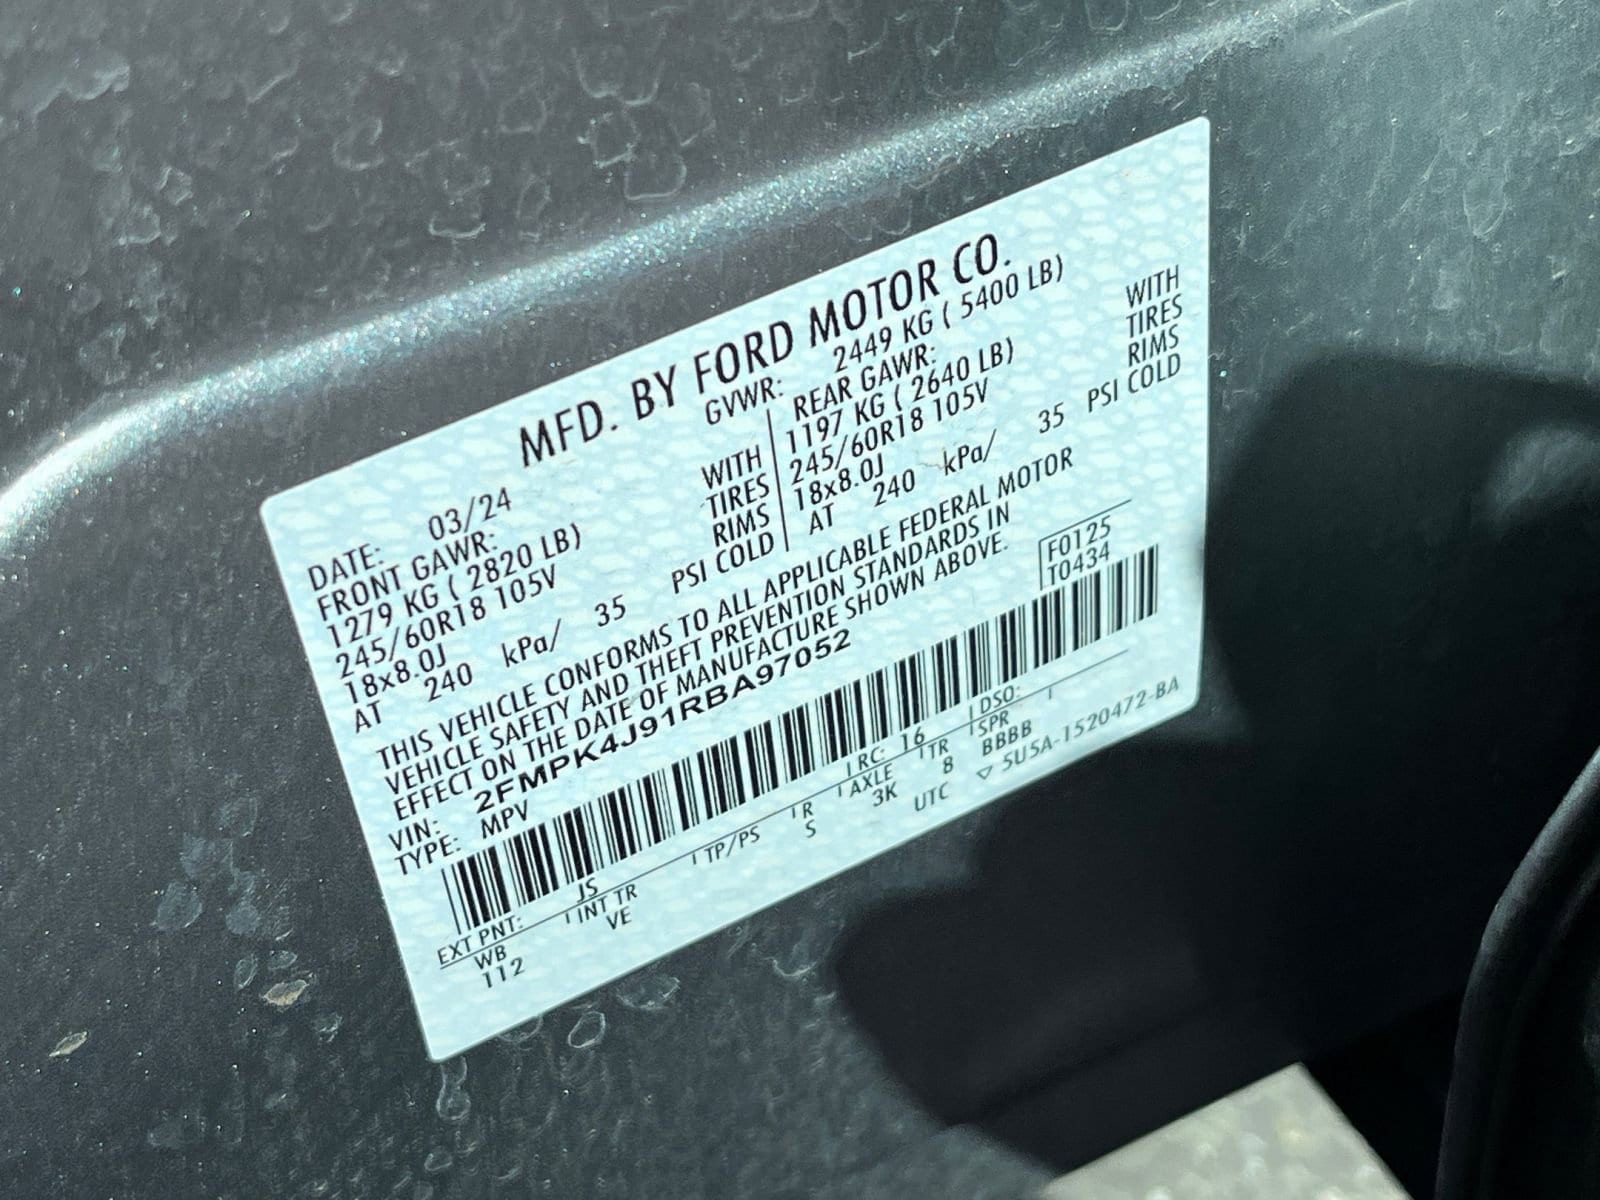 MFD. BY FORD MOTOR CO.
DATE: 03/24 GVWR: 2449 KG ( 5400 LB)
FRONT GAWR: REAR GAWR:
1279 KG ( 2820 LB) WITH 1197 KG ( 2640 LB) WITH
245/60R18 105V TIRES 245/60R18 105V TIRES
18x8.0J RIMS 18x8.0J RIMS
AT 240 kPa/ 35 PSI COLD AT 240 kPa/ 35 PSI COLD
THIS VEHICLE CONFORMS TO ALL APPLICABLE FEDERAL MOTOR
VEHICLE SAFETY AND THEFT PREVENTION STANDARDS IN
EFFECT ON THE DATE OF MANUFACTURE SHOWN ABOVE.
VIN: 2FMPK4J91RBA97052 F0125
TYPE: MPV T0434
EXT PNT: JS RC: 16 DSO:
WB INT TR TP/PS R AXLE TR SPR
112 VE S 3K 8 BBBB
UTC ▽ 5U5A-1520472-BA